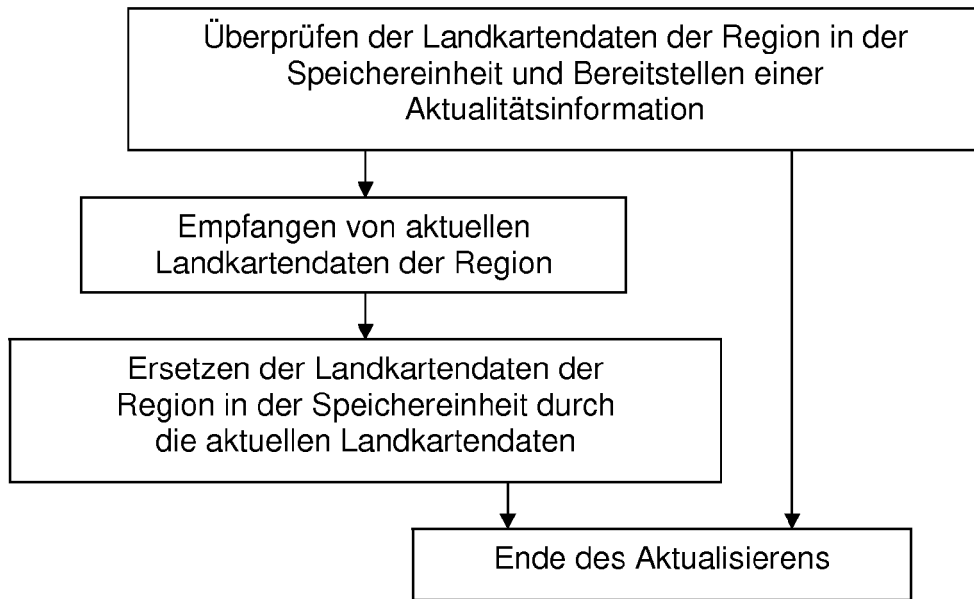 Überprüfen der Landkartendaten der Region in der
Speichereinheit und Bereitstellen einer
Aktualitätsinformation
Empfangen von aktuellen
Landkartendaten der Region
Ersetzen der Landkartendaten der
Region in der Speichereinheit durch
die aktuellen Landkartendaten
Ende des Aktualisierens